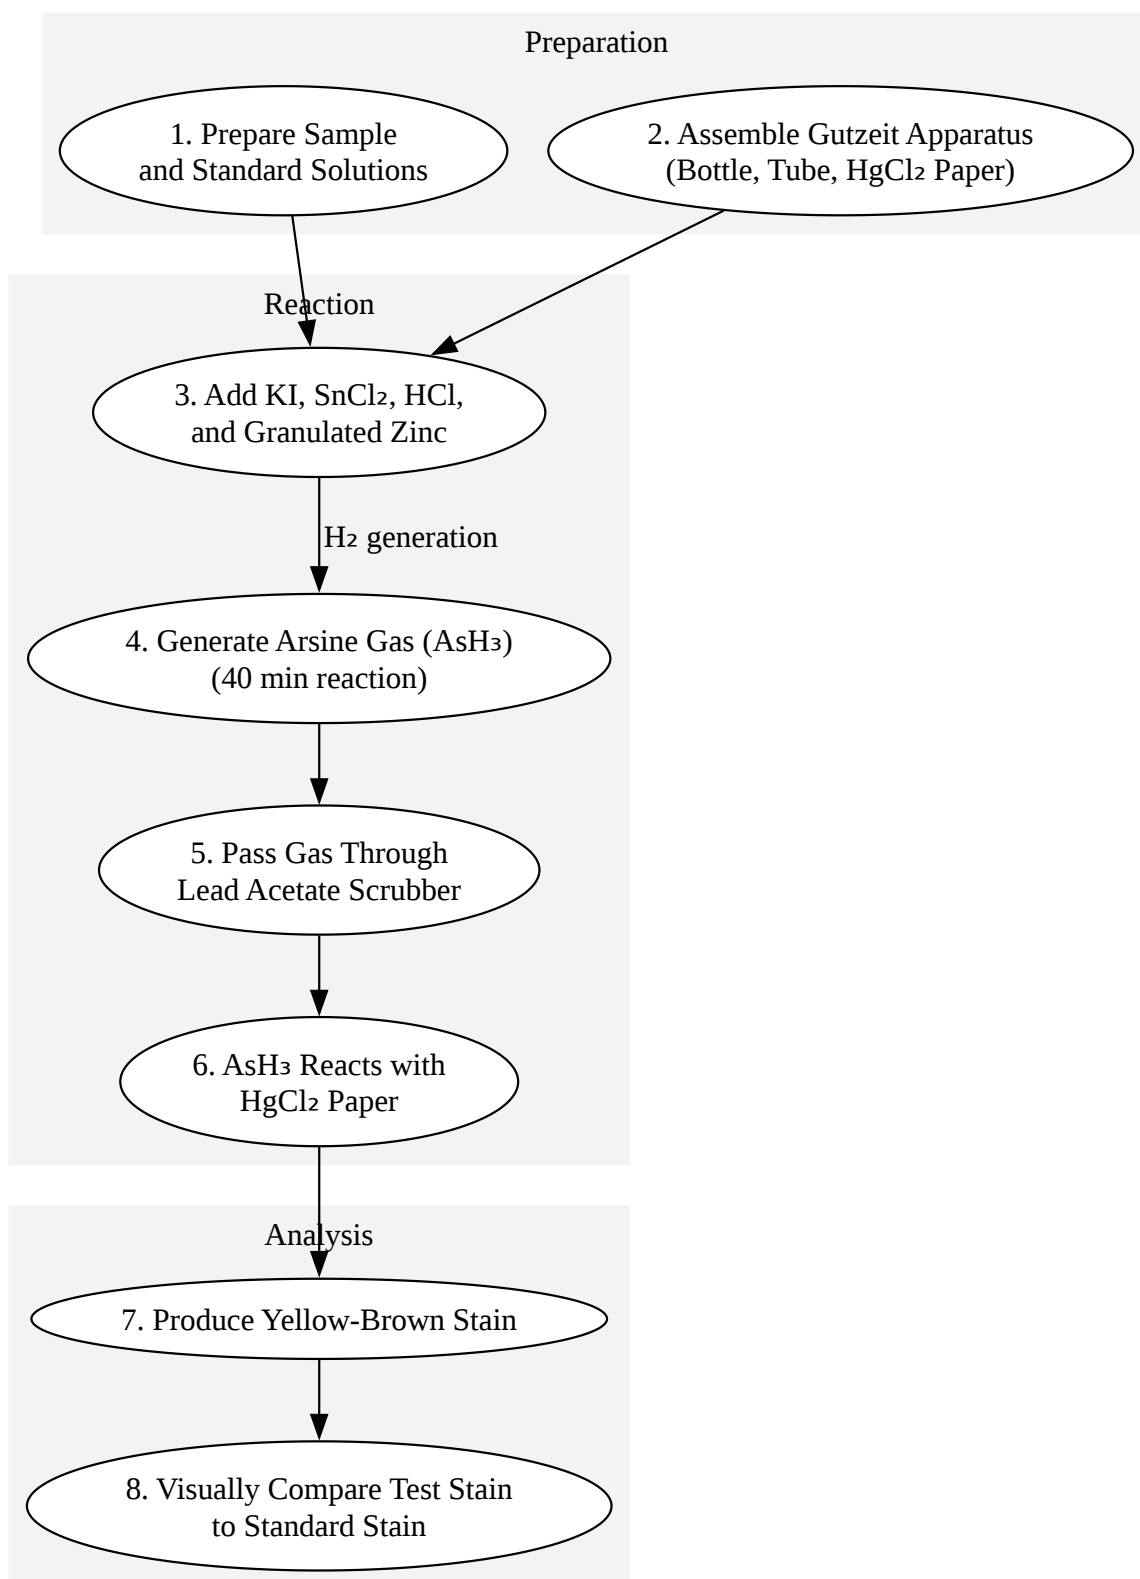 Preparation
1. Prepare Sample
and Standard Solutions
2. Assemble Gutzeit Apparatus
(Bottle, Tube, HgCl₂ Paper)
Reaction
3. Add KI, SnCl₂, HCl,
and Granulated Zinc
H₂ generation
4. Generate Arsine Gas (AsH₃)
(40 min reaction)
5. Pass Gas Through
Lead Acetate Scrubber
6. AsH₃ Reacts with
HgCl₂ Paper
Analysis
7. Produce Yellow-Brown Stain
8. Visually Compare Test Stain
to Standard Stain